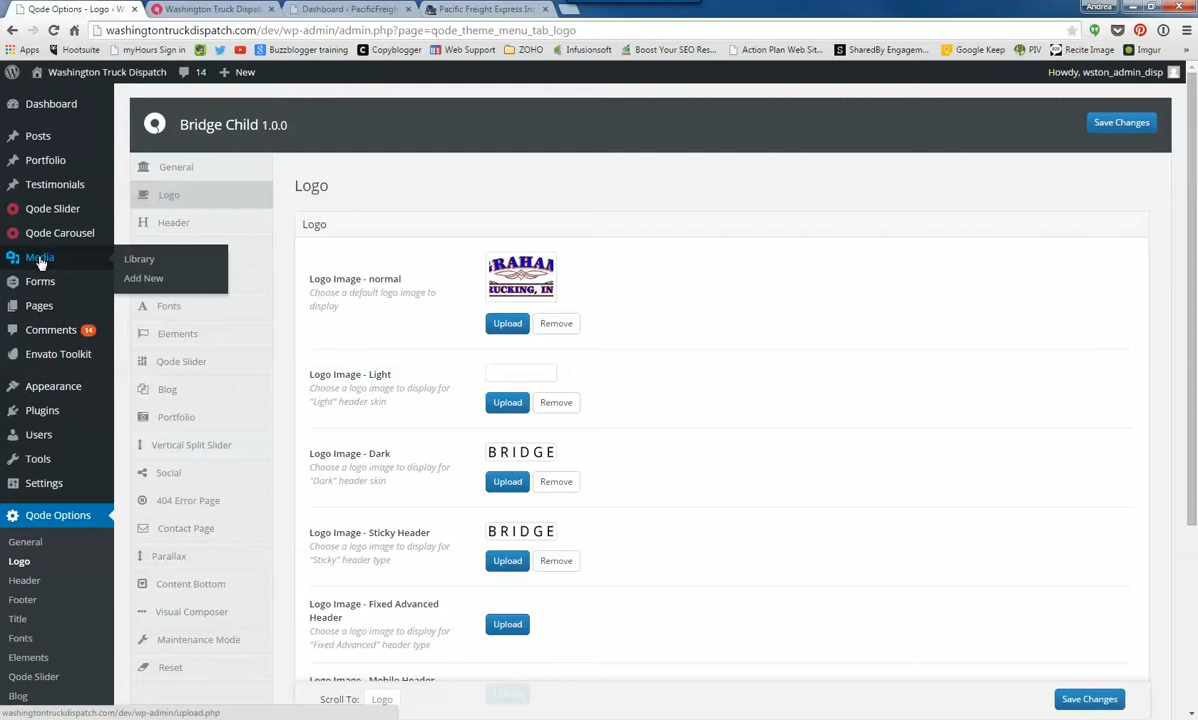 Qode Options - Logo ‹ W
Washington Truck Dispatc
Dashboard ‹ PacificFreigh
Pacific Freight Express Inc
Andrea
washingtontruckdispatch.com/dev/wp-admin/admin.php?page=qode_theme_menu_tab_logo
Apps
Hootsuite
myHours Sign in
Buzzblogger training
Copyblogger
Web Support
ZOHO
Infusionsoft
Boost Your SEO Res...
Action Plan Web Sit...
SharedBy Engagem...
Google Keep
PIV
Recite Image
Imgur
Washington Truck Dispatch
14
New
Howdy, wston_admin_disp
Dashboard
Posts
Portfolio
Testimonials
Qode Slider
Qode Carousel
Media
Library
Add New
Forms
Pages
Comments 14
Envato Toolkit
Appearance
Plugins
Users
Tools
Settings
Qode Options
General
Logo
Header
Footer
Title
Fonts
Elements
Qode Slider
Blog
Bridge Child 1.0.0
Save Changes
General
Logo
Header
Fonts
Elements
Qode Slider
Blog
Portfolio
Vertical Split Slider
Social
404 Error Page
Contact Page
Parallax
Content Bottom
Visual Composer
Maintenance Mode
Reset
Logo
Logo
Logo Image - normal
Choose a default logo image to
display
RAHA
RUCKING, IN
Upload
Remove
Logo Image - Light
Choose a logo image to display for
"Light" header skin
Upload
Remove
Logo Image - Dark
Choose a logo image to display for
"Dark" header skin
BRIDGE
Upload
Remove
Logo Image - Sticky Header
Choose a logo image to display for
"Sticky" header type
BRIDGE
Upload
Remove
Logo Image - Fixed Advanced
Header
Choose a logo image to display for
"Fixed Advanced" header type
Upload
Logo Image - Mobile Header
Scroll To:
Logo
Save Changes
washingtontruckdispatch.com/dev/wp-admin/upload.php